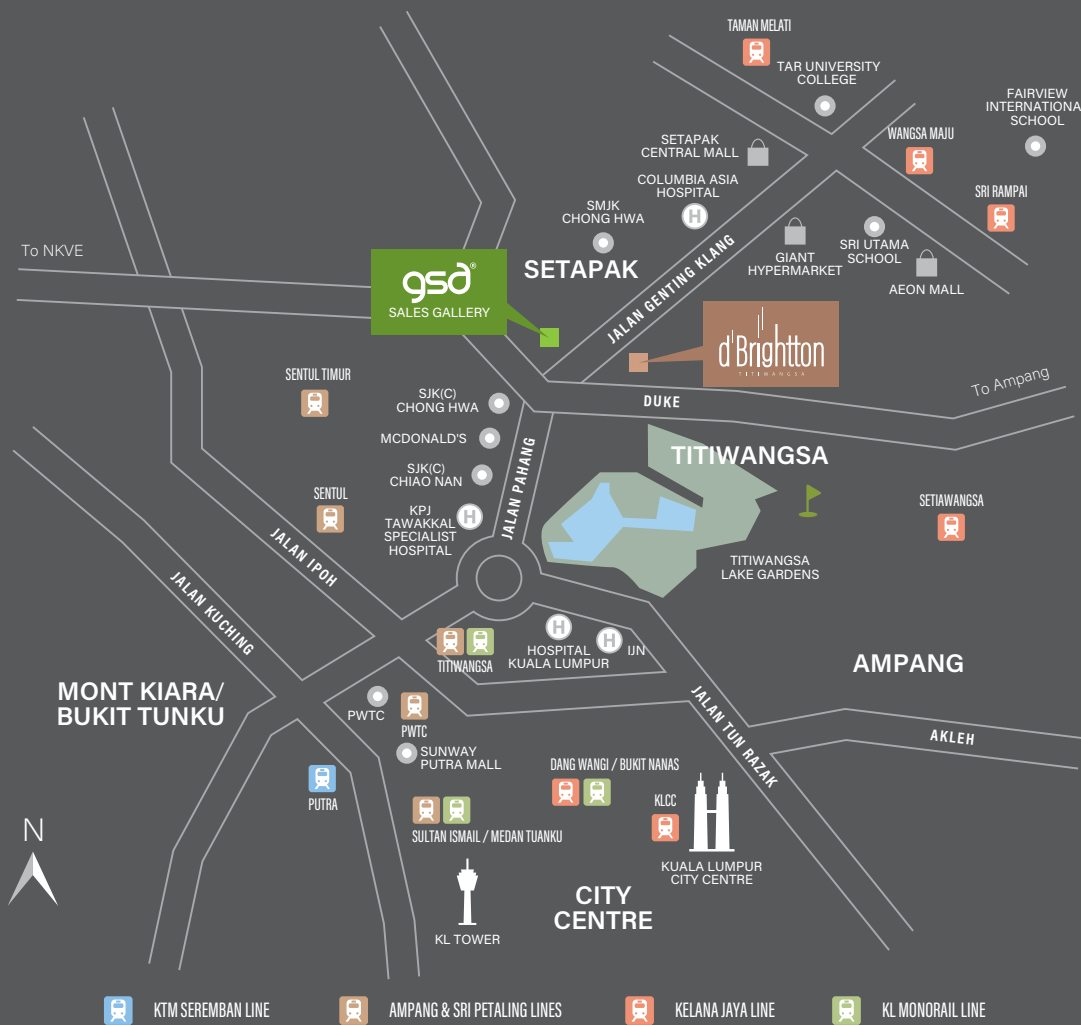 TAMAN MELATI
TAR UNIVERSITY
COLLEGE
FAIRVIEW
INTERNATIONA
SCHOOL
WANGSA MAJU
SETAPAK
CENTRAL MALL
COLUMBIA ASIA
HOSPITAL
H
SRI RAMPAI
SMJK
CHONG HWA
To NKVE
SETAPAK
GIANT
HYPERMARKET
SRI UTAMA
SCHOOL
AEON MALL
gsd®
SALES GALLERY
JALAN GENTING KLANG
d'Brightton
TITIWANGSA
SENTUL TIMUR
SJK(C)
CHONG HWA
DUKE
To Ampang
MCDONALD'S
JALAN PAHANG
TITIWANGSA
SJK(C)
CHIAO NAN
SENTUL
KPJ
TAWAKKAL
SPECIALIST
HOSPITAL
H
SETIAWANGSA
JALAN IPOH
TITIWANGSA
LAKE GARDENS
JALAN KUCHING
TITIWANGSA
H
HOSPITAL
KUALA LUMPUR
H
IJN
AMPANG
MONT KIARA/
BUKIT TUNKU
PWTC
PWTC
JALAN TUN RAZAK
AKLEH
SUNWAY
PUTRA MALL
DANG WANGI / BUKIT NANAS
PUTRA
KLCC
SULTAN ISMAIL / MEDAN TUANKU
N
KUALA LUMPUR
CITY CENTRE
CITY
CENTRE
KL TOWER
KTM SEREMBAN LINE
AMPANG & SRI PETALING LINES
KELANA JAYA LINE
KL MONORAIL LINE